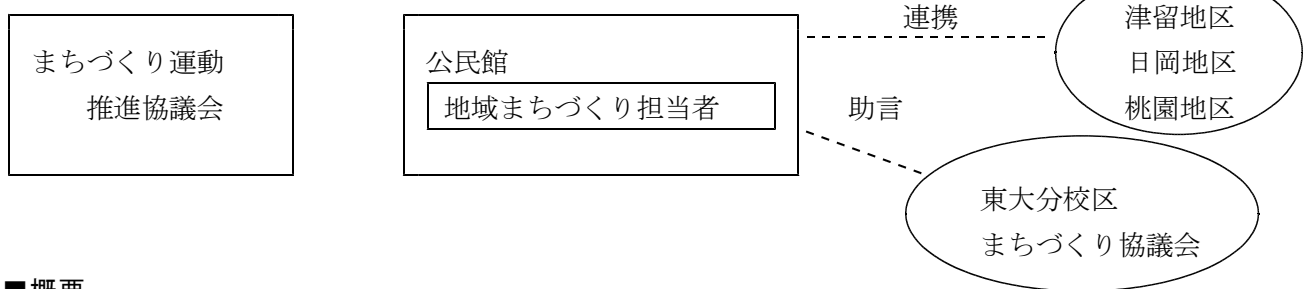 まちづくり運動
推進協議会
公民館
地域まちづくり担当者
連携
助言
津留地区
日岡地区
桃園地区
東大分校区
まちづくり協議会
■概要